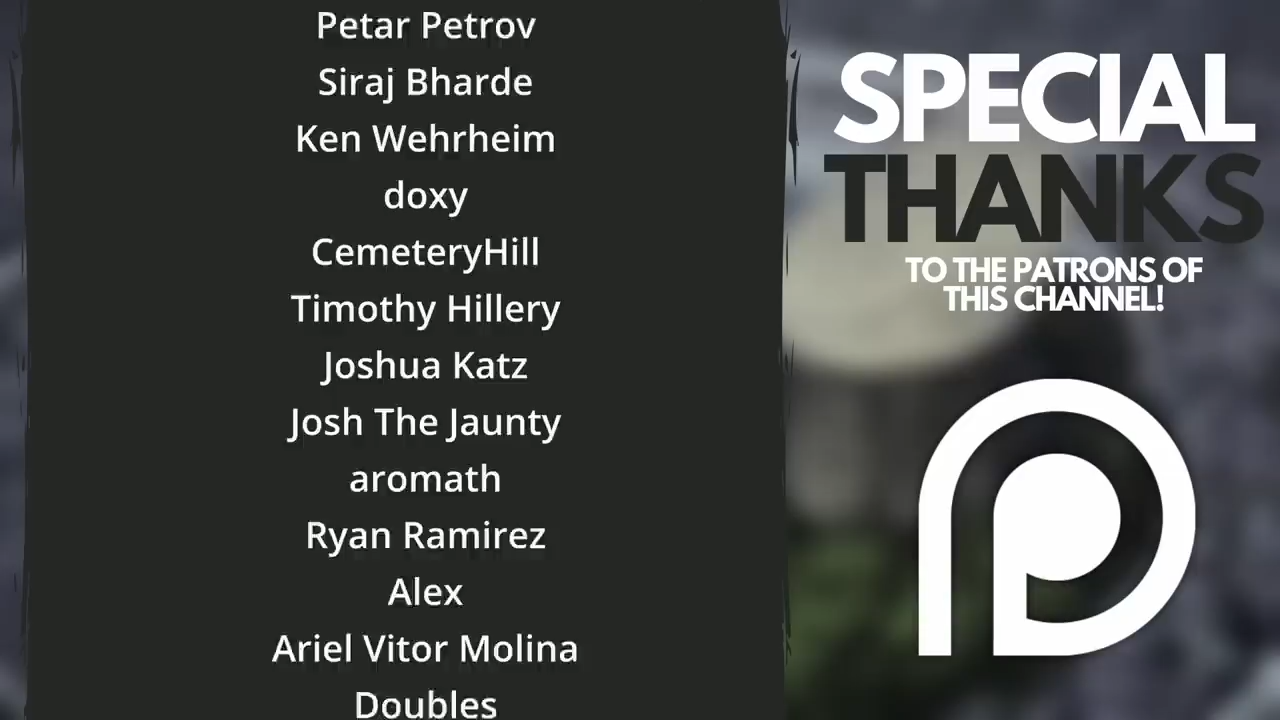 Petar Petrov
Siraj Bharde
Ken Wehrheim
doxy
CemeteryHill
Timothy Hillery
Joshua Katz
Josh The Jaunty
aromath
Ryan Ramirez
Alex
Ariel Vitor Molina
Doubles
SPECIAL
THANKS
TO THE PATRONS OF
THIS CHANNEL!